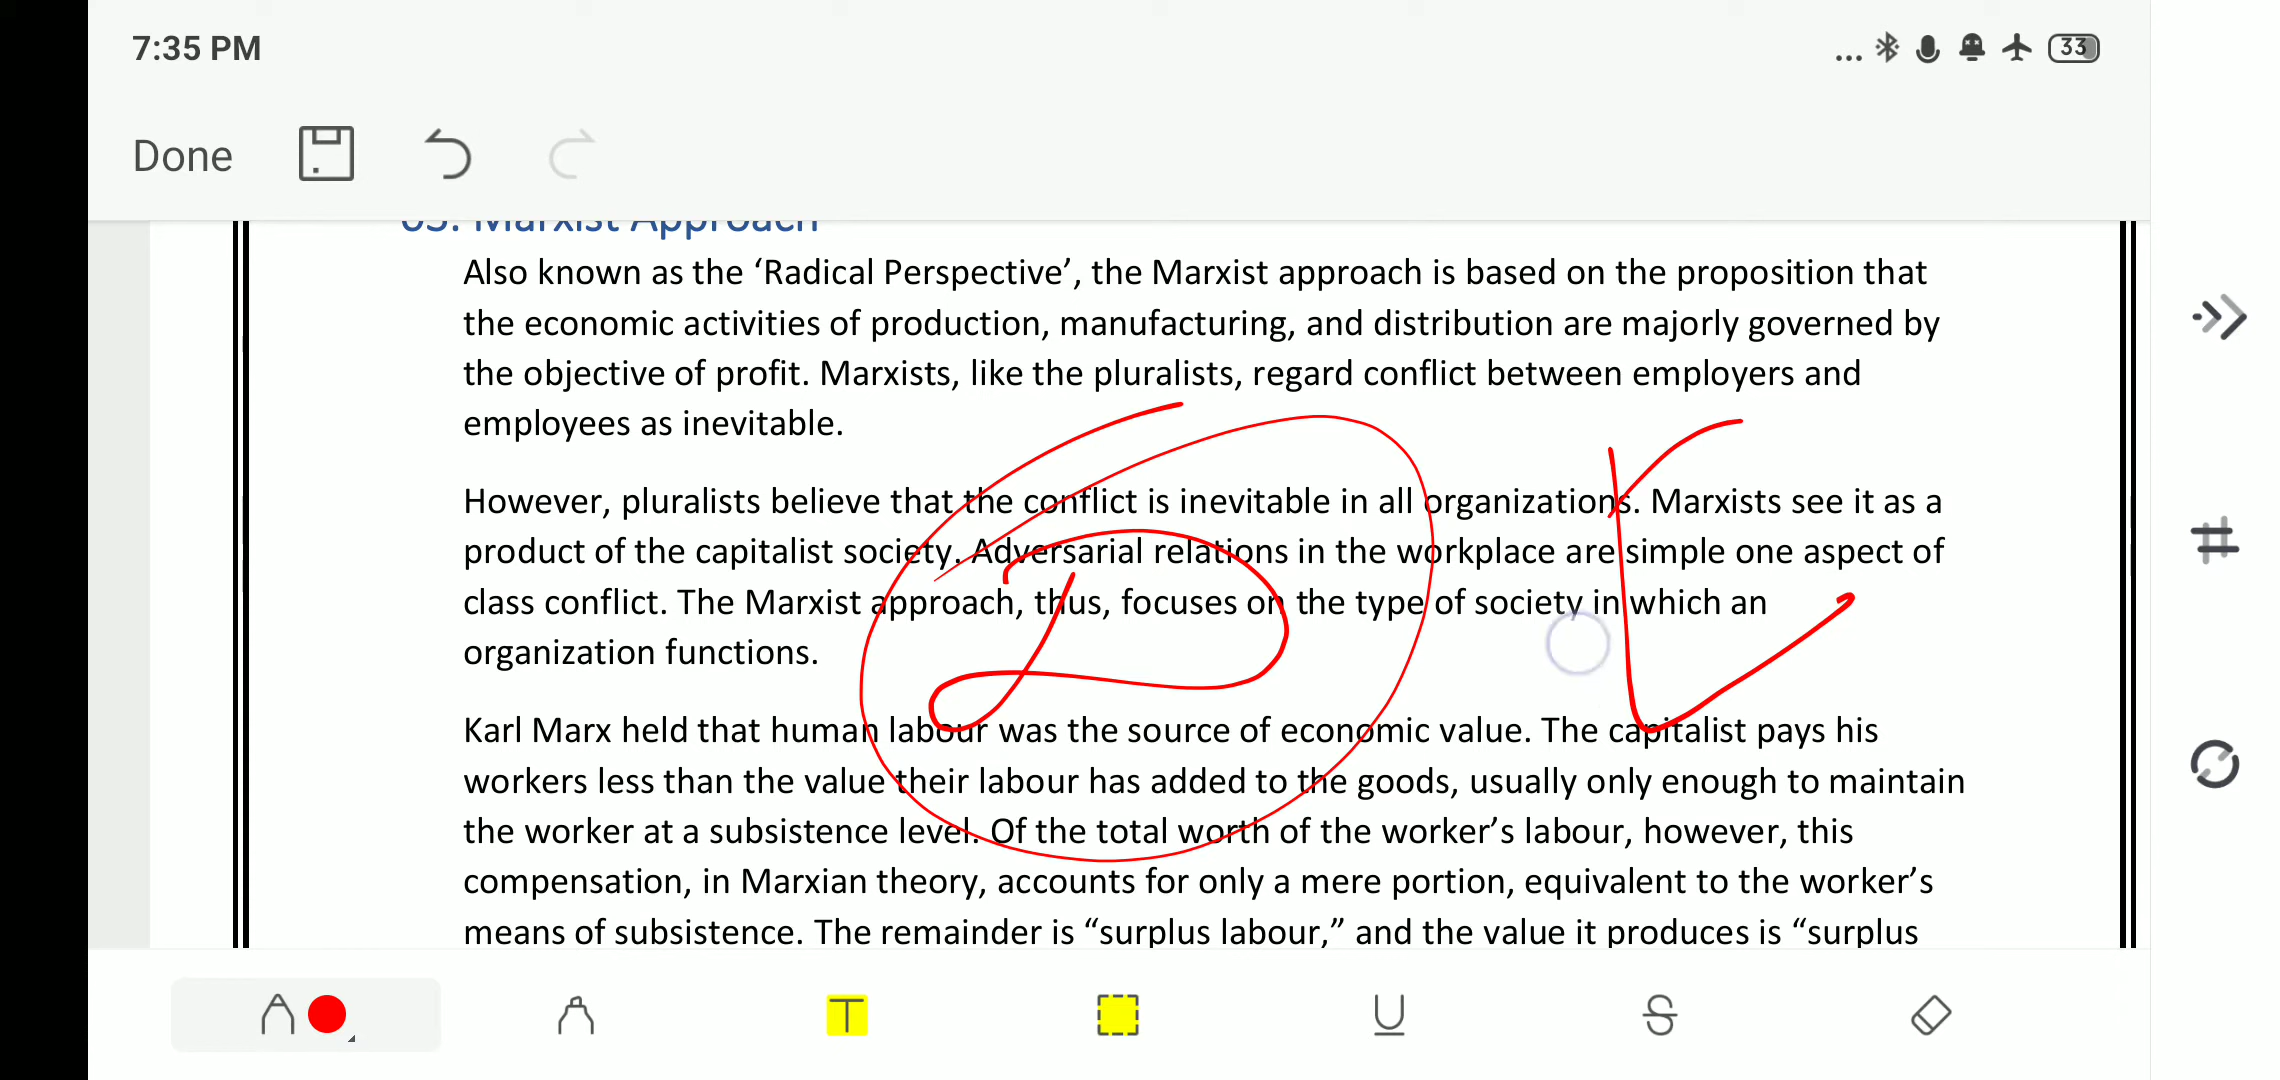 7:35 PM
... 33
Done
03. Marxist Approach
Also known as the ‘Radical Perspective’, the Marxist approach is based on the proposition that
the economic activities of production, manufacturing, and distribution are majorly governed by
the objective of profit. Marxists, like the pluralists, regard conflict between employers and
employees as inevitable.
However, pluralists believe that the conflict is inevitable in all organizations. Marxists see it as a
product of the capitalist society. Adversarial relations in the workplace are simple one aspect of
class conflict. The Marxist approach, thus, focuses on the type of society in which an
organization functions.
Karl Marx held that human labour was the source of economic value. The capitalist pays his
workers less than the value their labour has added to the goods, usually only enough to maintain
the worker at a subsistence level. Of the total worth of the worker’s labour, however, this
compensation, in Marxian theory, accounts for only a mere portion, equivalent to the worker’s
means of subsistence. The remainder is “surplus labour,” and the value it produces is “surplus